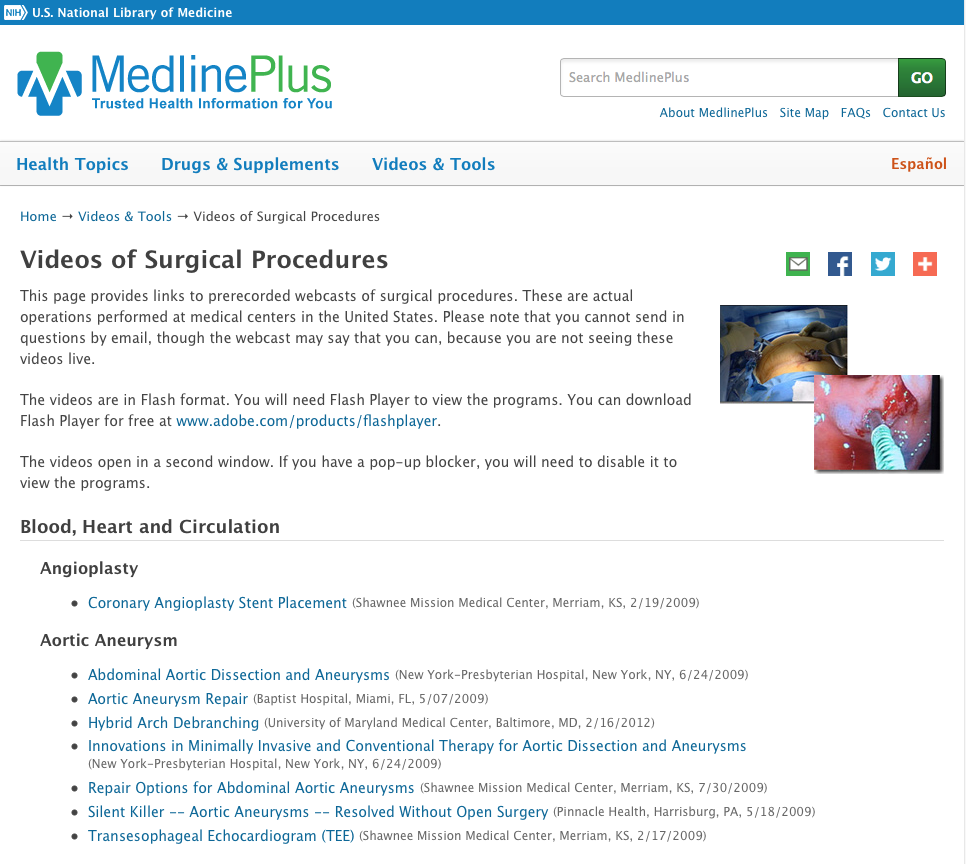 NIH U.S. National Library of Medicine
MedlinePlus
Trusted Health Information for You
Search MedlinePlus GO
About MedlinePlus Site Map FAQs Contact Us
Health Topics Drugs & Supplements Videos & Tools Español
Home → Videos & Tools → Videos of Surgical Procedures
Videos of Surgical Procedures
This page provides links to prerecorded webcasts of surgical procedures. These are actual
operations performed at medical centers in the United States. Please note that you cannot send in
questions by email, though the webcast may say that you can, because you are not seeing these
videos live.
The videos are in Flash format. You will need Flash Player to view the programs. You can download
Flash Player for free at www.adobe.com/products/flashplayer.
The videos open in a second window. If you have a pop-up blocker, you will need to disable it to
view the programs.
Blood, Heart and Circulation
Angioplasty
• Coronary Angioplasty Stent Placement (Shawnee Mission Medical Center, Merriam, KS, 2/19/2009)
Aortic Aneurysm
• Abdominal Aortic Dissection and Aneurysms (New York-Presbyterian Hospital, New York, NY, 6/24/2009)
• Aortic Aneurysm Repair (Baptist Hospital, Miami, FL, 5/07/2009)
• Hybrid Arch Debranching (University of Maryland Medical Center, Baltimore, MD, 2/16/2012)
• Innovations in Minimally Invasive and Conventional Therapy for Aortic Dissection and Aneurysms
(New York-Presbyterian Hospital, New York, NY, 6/24/2009)
• Repair Options for Abdominal Aortic Aneurysms (Shawnee Mission Medical Center, Merriam, KS, 7/30/2009)
• Silent Killer -- Aortic Aneurysms -- Resolved Without Open Surgery (Pinnacle Health, Harrisburg, PA, 5/18/2009)
• Transesophageal Echocardiogram (TEE) (Shawnee Mission Medical Center, Merriam, KS, 2/17/2009)